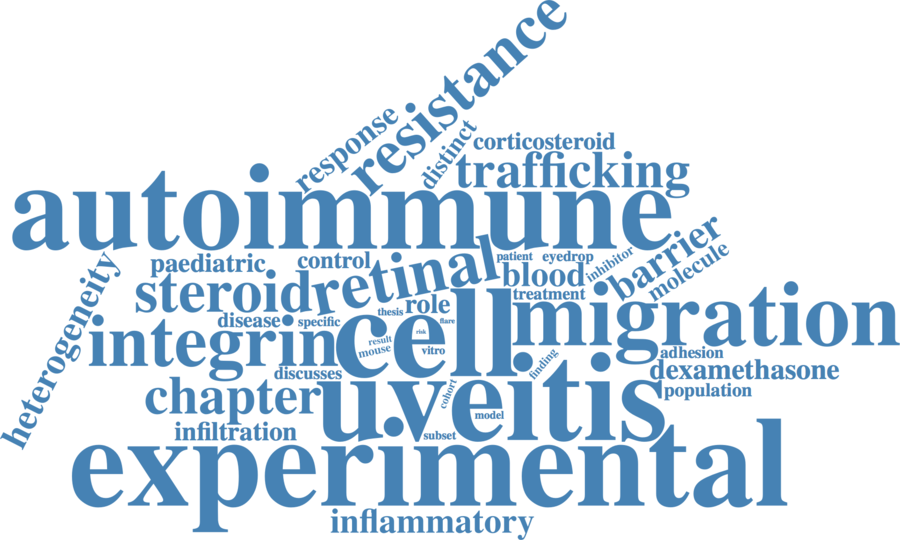 resistance
response
distinct
corticosteroid
trafficking
autoimmune
paediatric
control
retinal
patient
eyedrop
blood
inhibitor
barrier
molecule
heterogeneity
steroid
treatment
thesis
role
flare
disease
specific
integrin
cell
risk
result
mouse
vitro
migration
adhesion
discusses
finding
dexamethasone
chapter
uveitis
cohort
model
population
infiltration
subset
experimental
inflammatory